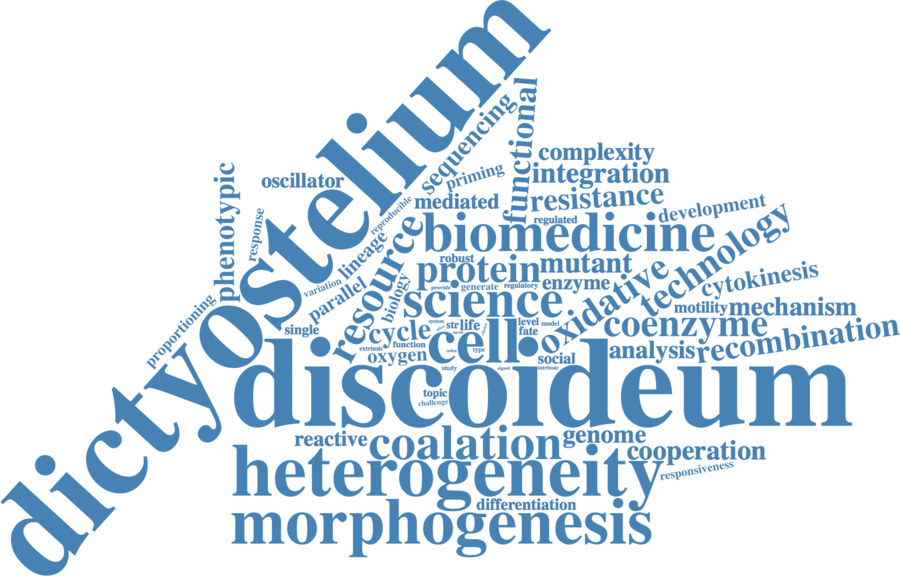 dictyostelium
discoideum
heterogeneity
morphogenesis
biomedicine
science
cell
protein
resource
coalation
technology
oxidative
coenzyme
recombination
sequencing
functional
complexity
integration
resistance
priming
mediated
regulated
development
oscillator
phenotypic
response
reproducible
lineage
variation
parallel
biology
proportioning
single
robust
mutant
provide
generate
regulatory
enzyme
cytokinesis
motility
mechanism
cycle
system
str
life
level
model
fate
function
extrinsic
oxygen
type
social
analysis
study
signal
intrinsic
topic
challenge
reactive
genome
cooperation
responsiveness
differentiation